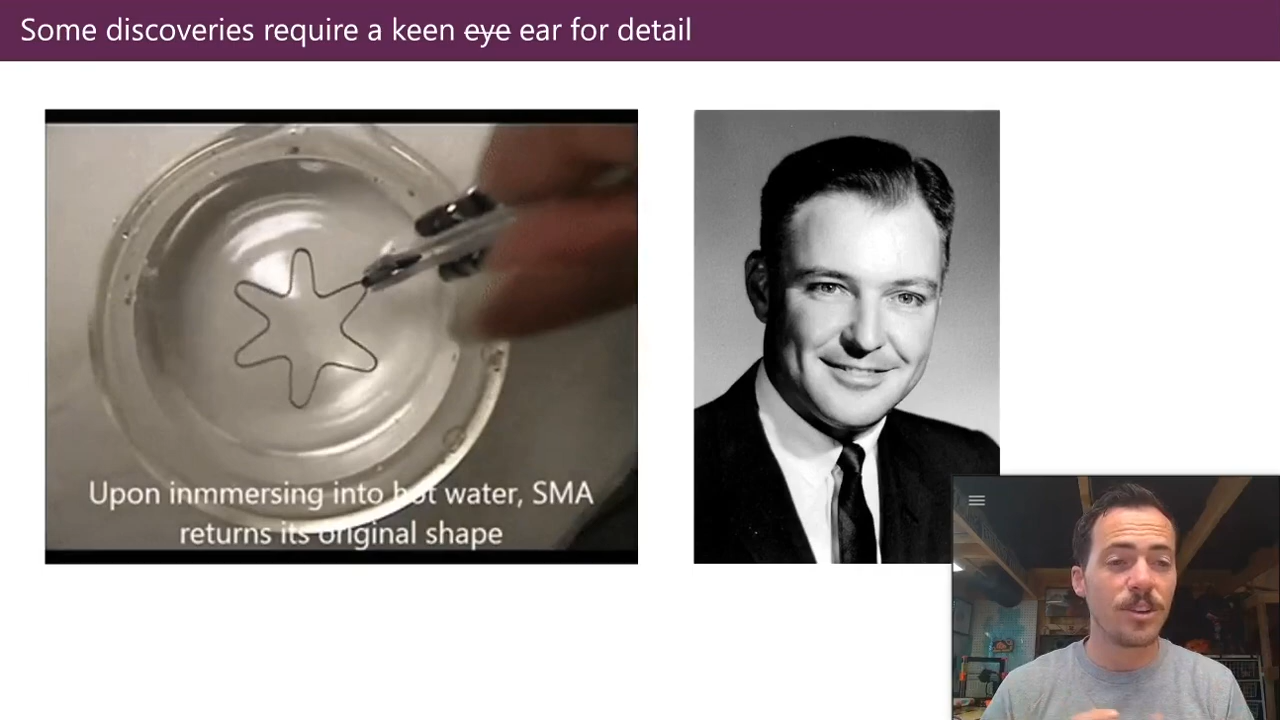 Some discoveries require a keen eye ear for detail
Upon inmmersing into hot water, SMA
returns its original shape